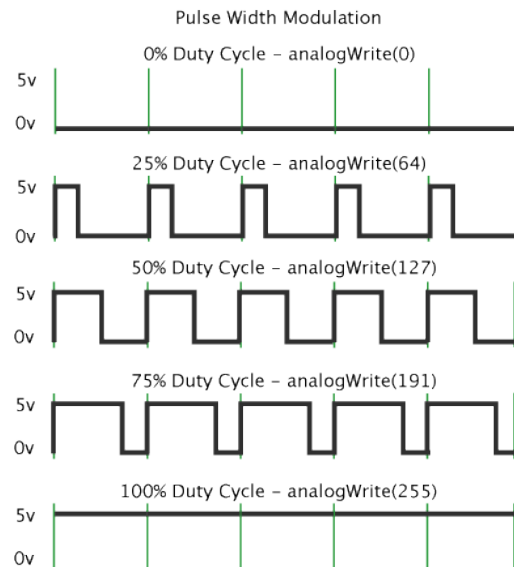 Pulse Width Modulation
0% Duty Cycle – analogWrite(0)
5v
0v
25% Duty Cycle – analogWrite(64)
5v
0v
50% Duty Cycle – analogWrite(127)
5v
0v
75% Duty Cycle – analogWrite(191)
5v
0v
100% Duty Cycle – analogWrite(255)
5v
0v